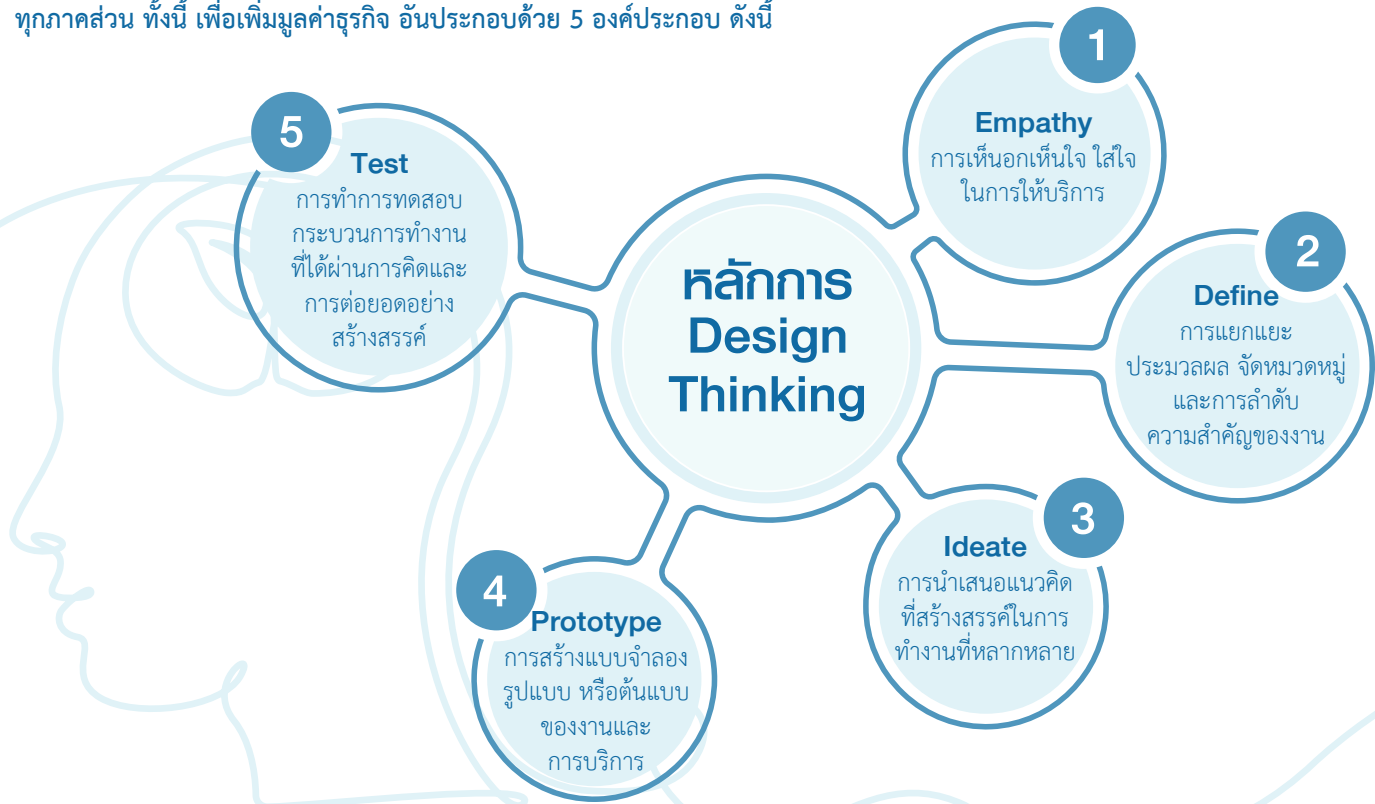 ทุกภาคส่วน ทั้งนี้ เพื่อเพิ่มมูลค่าธุรกิจ อันประกอบด้วย 5 องค์ประกอบ ดังนี้
หลักการ
Design
Thinking
1
Empathy
การเห็นอกเห็นใจ ใส่ใจ
ในการให้บริการ
2
Define
การแยกแยะ
ประมวลผล จัดหมวดหมู่
และการลำดับ
ความสำคัญของงาน
3
Ideate
การนำเสนอแนวคิด
ที่สร้างสรรค์ในการ
ทำงานที่หลากหลาย
4
Prototype
การสร้างแบบจำลอง
รูปแบบ หรือต้นแบบ
ของงานและ
การบริการ
5
Test
การทำการทดสอบ
กระบวนการทำงาน
ที่ได้ผ่านการคิดและ
การต่อยอดอย่าง
สร้างสรรค์